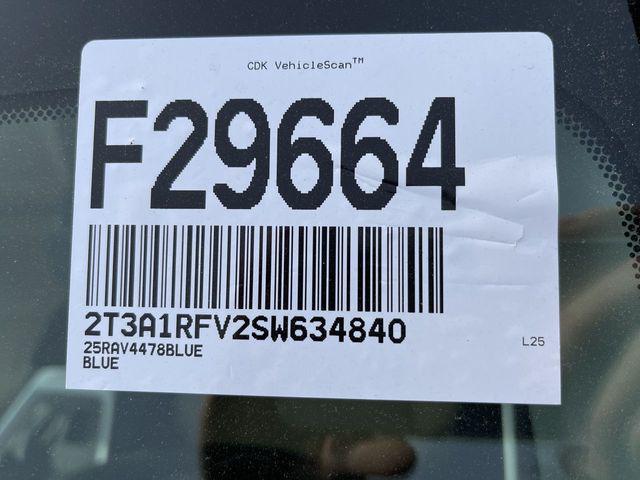 CDK VehicleScan™
F29664
2T3A1RFV2SW634840
25RAV4478BLUE
BLUE
L25